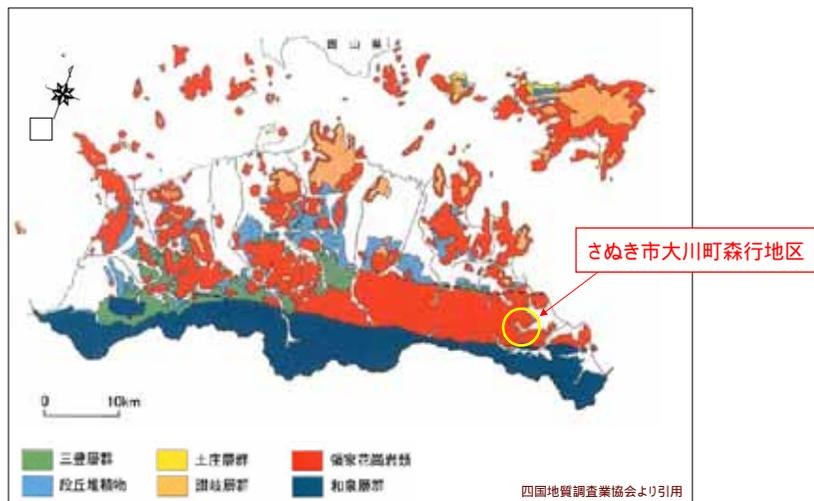 岡山県
さぬき市大川町森行地区
0 10km
三豊層群
土庄層群
領家花崗岩類
段丘堆積物
讃岐層群
和泉層群
四国地質調査業協会より引用